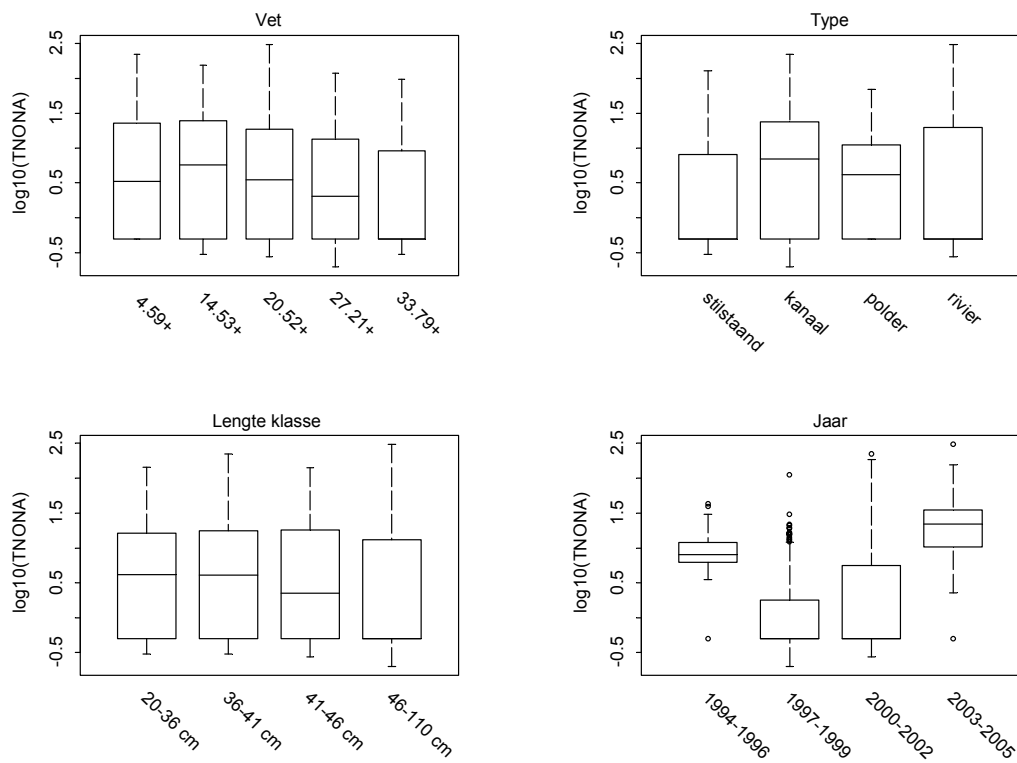 Vet
log10(TNONA)
2.5
1.5
0.5
-0.5
4.59+
14.53+
20.52+
27.21+
33.79+
Type
log10(TNONA)
2.5
1.5
0.5
-0.5
stilstaand
kanaal
polder
rivier
Lengte klasse
log10(TNONA)
2.5
1.5
0.5
-0.5
20-36 cm
36-41 cm
41-46 cm
46-110 cm
Jaar
log10(TNONA)
2.5
1.5
0.5
-0.5
1994-1996
1997-1999
2000-2002
2003-2005